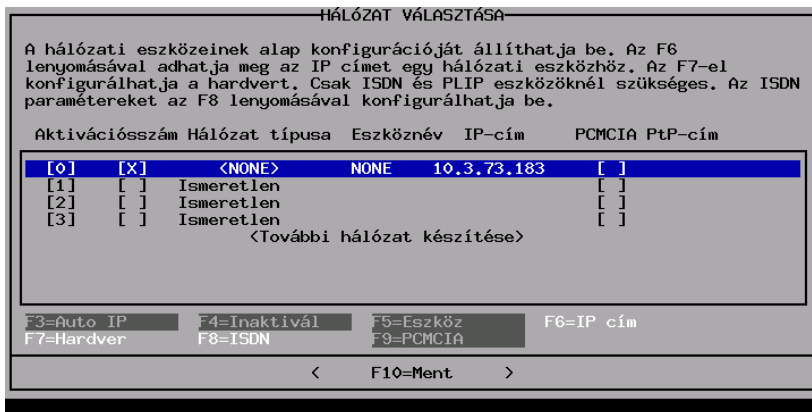 HÁLÓZAT VÁLASZTÁSA
A hálózati eszközeinek alap konfigurációját állíthatja be. Az F6
lenyomásával adhatja meg az IP címet egy hálózati eszközhöz. Az F7-el
konfigurálhatja a hardvert. Csak ISDN és PLIP eszközöknél szükséges. Az ISDN
paramétereket az F8 lenyomásával konfigurálhatja be.
Aktivációsszám Hálózat típusa Eszköznév IP-cím PCMCIA PtP-cím
[0] [X] <NONE> NONE 10.3.73.183 [ ]
[1] [ ] Ismeretlen [ ]
[2] [ ] Ismeretlen [ ]
[3] [ ] Ismeretlen [ ]
<További hálózat készítése>
F3=Auto IP F4=Inaktivál F5=Eszköz F6=IP cím
F7=Hardver F8=ISDN F9=PCMCIA
< F10=Ment >